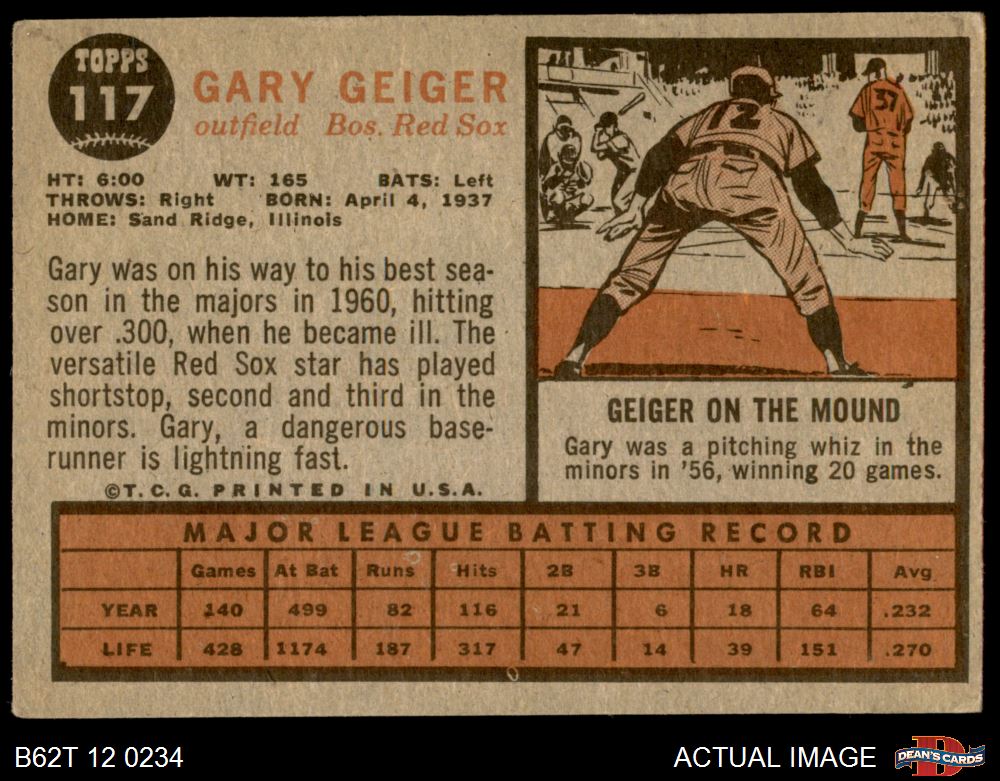 TOPPS
117
GARY GEIGER
outfield Bos. Red Sox
HT: 6:00 WT: 165 BATS: Left
THROWS: Right BORN: April 4, 1937
HOME: Sand Ridge, Illinois
Gary was on his way to his best sea-
son in the majors in 1960, hitting
over .300, when he became ill. The
versatile Red Sox star has played
shortstop, second and third in the
minors. Gary, a dangerous base-
runner is lightning fast.
©T.C.G. PRINTED IN U.S.A.
12
37
GEIGER ON THE MOUND
Gary was a pitching whiz in the
minors in '56, winning 20 games.
MAJOR LEAGUE BATTING RECORD
Games At Bat Runs Hits 2B 3B HR RBI Avg
YEAR 140 499 82 116 21 6 18 64 .232
LIFE 428 1174 187 317 47 14 39 151 .270
B62T 12 0234
ACTUAL IMAGE
D
DEAN'S CARDS